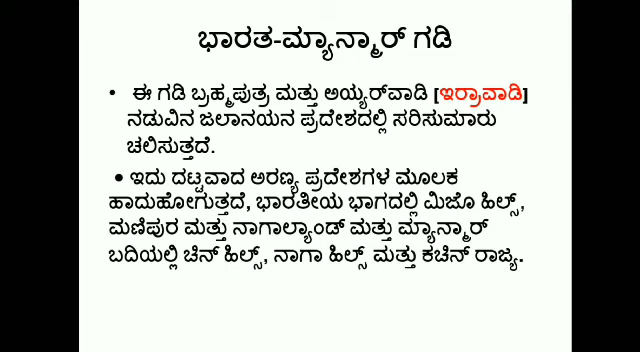 ಭಾರತ-ಮ್ಯಾನ್ಮಾರ್ ಗಡಿ
• ಈ ಗಡಿ ಬ್ರಹ್ಮಪುತ್ರ ಮತ್ತು ಅಯ್ಯರ್‌ವಾಡಿ [ಇರ್ರಾವಾಡಿ]
ನಡುವಿನ ಜಲಾನಯನ ಪ್ರದೇಶದಲ್ಲಿ ಸರಿಸುಮಾರು
ಚಲಿಸುತ್ತದೆ.
• ಇದು ದಟ್ಟವಾದ ಅರಣ್ಯ ಪ್ರದೇಶಗಳ ಮೂಲಕ
ಹಾದುಹೋಗುತ್ತದೆ, ಭಾರತೀಯ ಭಾಗದಲ್ಲಿ ಮಿಜೊ ಹಿಲ್ಸ್,
ಮಣಿಪುರ ಮತ್ತು ನಾಗಾಲ್ಯಾಂಡ್ ಮತ್ತು ಮ್ಯಾನ್ಮಾರ್
ಬದಿಯಲ್ಲಿ ಚಿನ್ ಹಿಲ್ಸ್, ನಾಗಾ ಹಿಲ್ಸ್ ಮತ್ತು ಕಚಿನ್ ರಾಜ್ಯ.